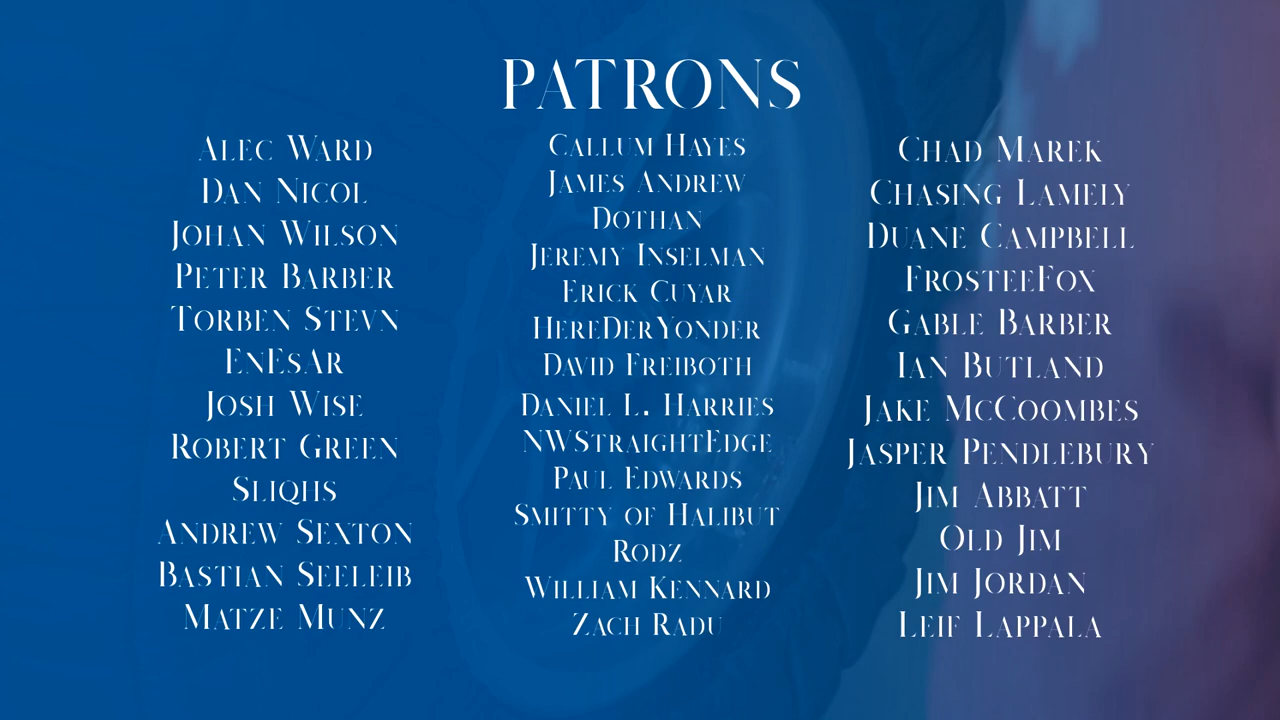 PATRONS
ALEC WARD
DAN NICOL
JOHAN WILSON
PETER BARBER
TORBEN STEVN
ENESAR
JOSH WISE
ROBERT GREEN
SLIQHS
ANDREW SEXTON
BASTIAN SEELEIB
MATZE MUNZ
CALLUM HAYES
JAMES ANDREW
DOTHAN
JEREMY INSELMAN
ERICK CUYAR
HEREDERYONDER
DAVID FREIBOTH
DANIEL L. HARRIES
NWSTRAIGHTEDGE
PAUL EDWARDS
SMITTY OF HALIBUT
RODZ
WILLIAM KENNARD
ZACH RADU
CHAD MAREK
CHASING LAMELY
DUANE CAMPBELL
FROSTEEFOX
GABLE BARBER
IAN BUTLAND
JAKE MCCOOMBES
JASPER PENDLEBURY
JIM ABBATT
OLD JIM
JIM JORDAN
LEIF LAPPALA